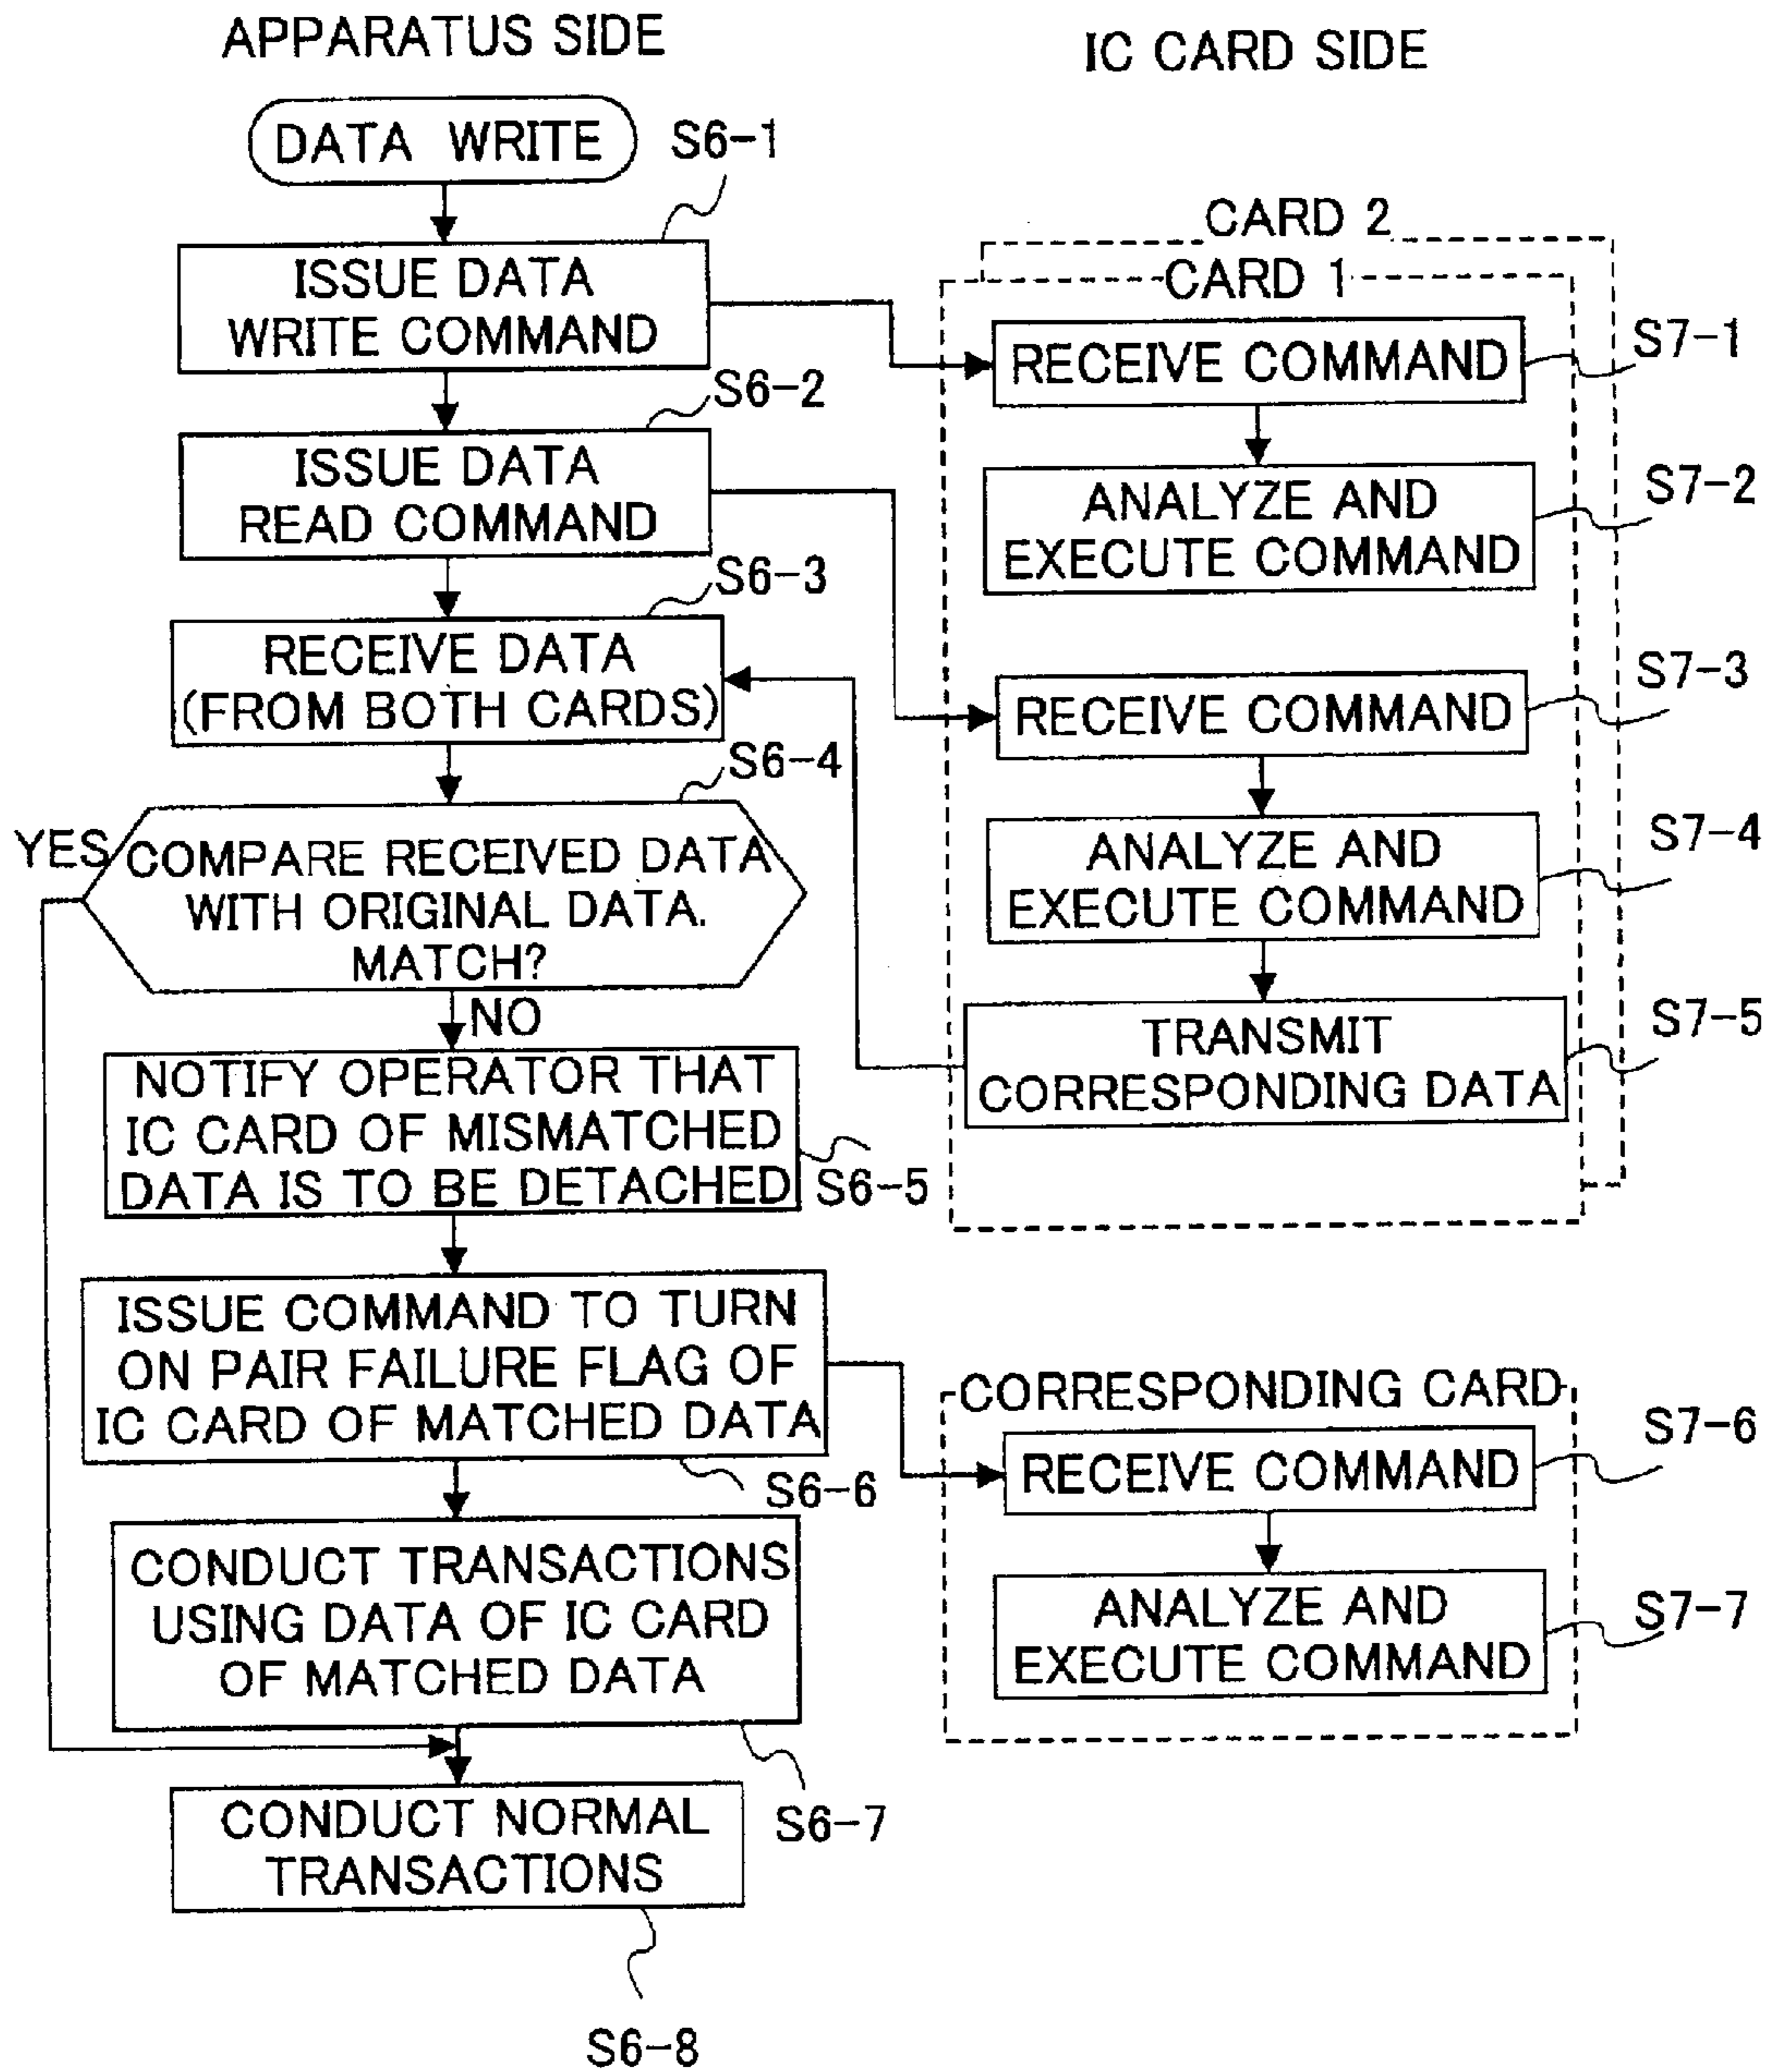 APPARATUS SIDE
DATA WRITE
S6-1
ISSUE DATA
WRITE COMMAND
S6-2
ISSUE DATA
READ COMMAND
S6-3
RECEIVE DATA
(FROM BOTH CARDS)
S6-4
YES
COMPARE RECEIVED DATA
WITH ORIGINAL DATA.
MATCH?
NO
NOTIFY OPERATOR THAT
IC CARD OF MISMATCHED
DATA IS TO BE DETACHED
S6-5
ISSUE COMMAND TO TURN
ON PAIR FAILURE FLAG OF
IC CARD OF MATCHED DATA
S6-6
CONDUCT TRANSACTIONS
USING DATA OF IC CARD
OF MATCHED DATA
S6-7
CONDUCT NORMAL
TRANSACTIONS
S6-8
IC CARD SIDE
CARD 2
CARD 1
RECEIVE COMMAND
S7-1
ANALYZE AND
EXECUTE COMMAND
S7-2
RECEIVE COMMAND
S7-3
ANALYZE AND
EXECUTE COMMAND
S7-4
TRANSMIT
CORRESPONDING DATA
S7-5
CORRESPONDING CARD
RECEIVE COMMAND
S7-6
ANALYZE AND
EXECUTE COMMAND
S7-7